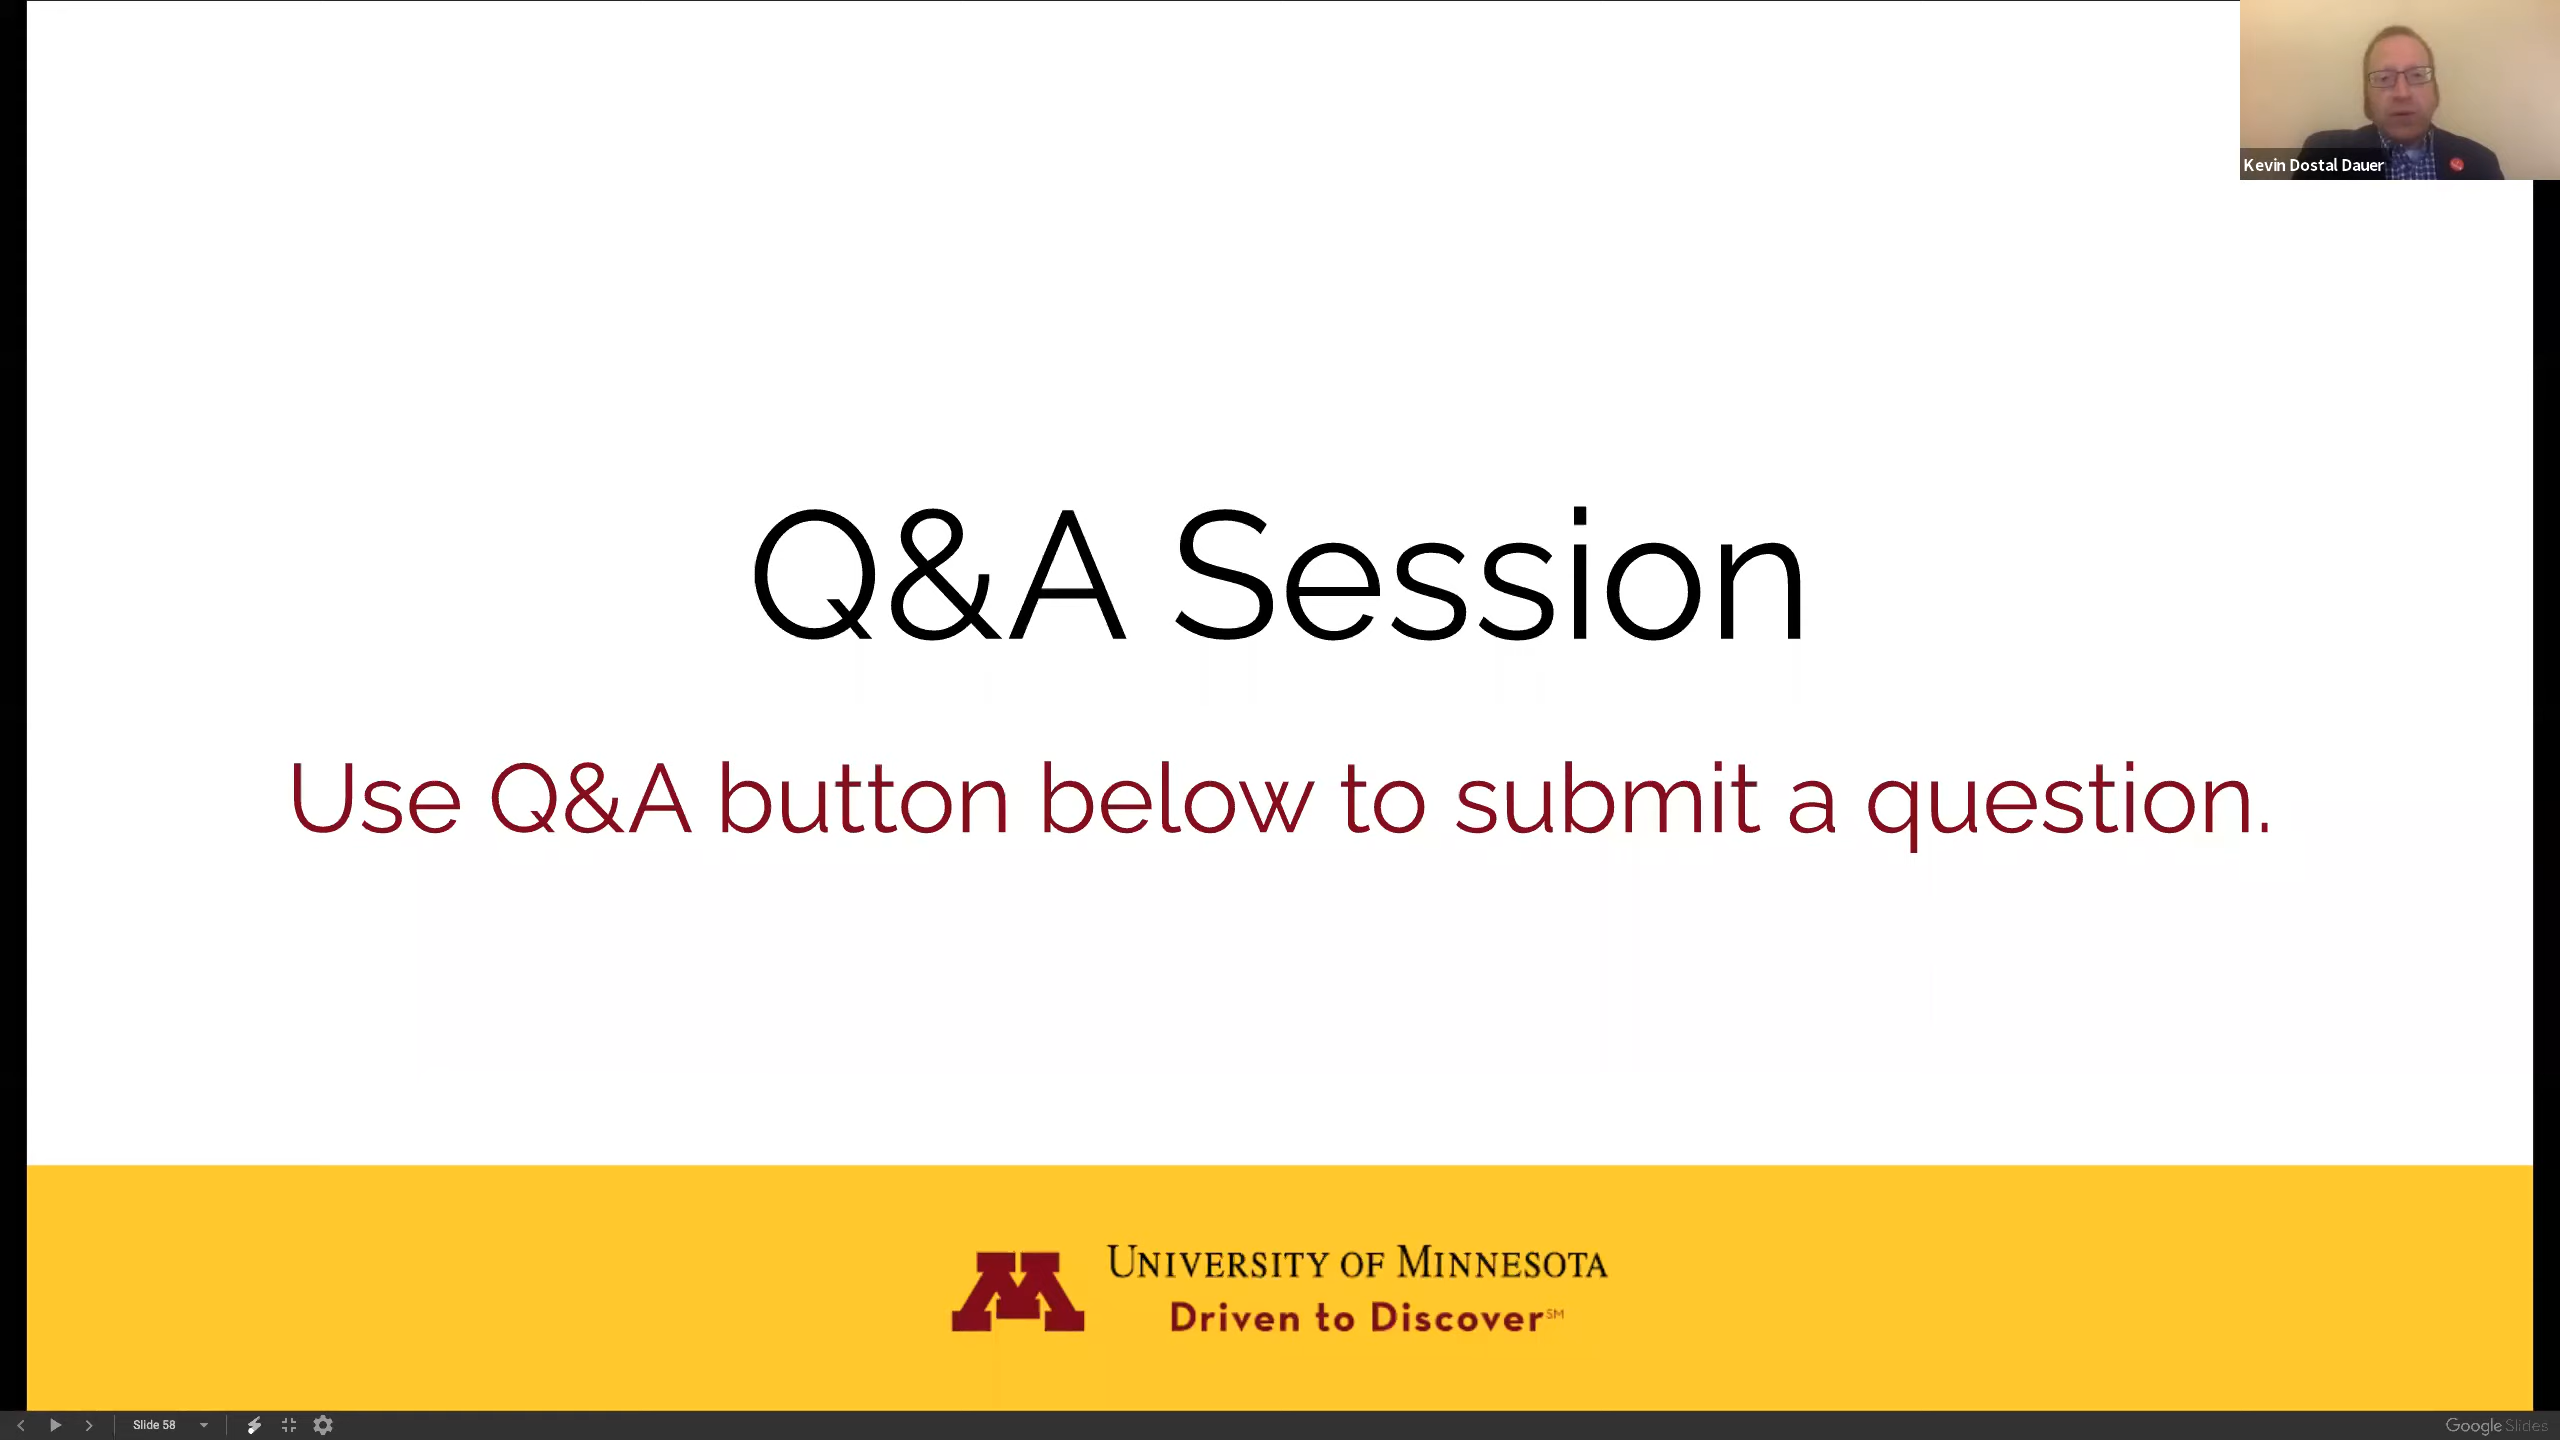 Kevin Dostal Dauer
Q&A Session
Use Q&A button below to submit a question.
UNIVERSITY OF MINNESOTA
Driven to Discover℠
Slide 58
Google Slides